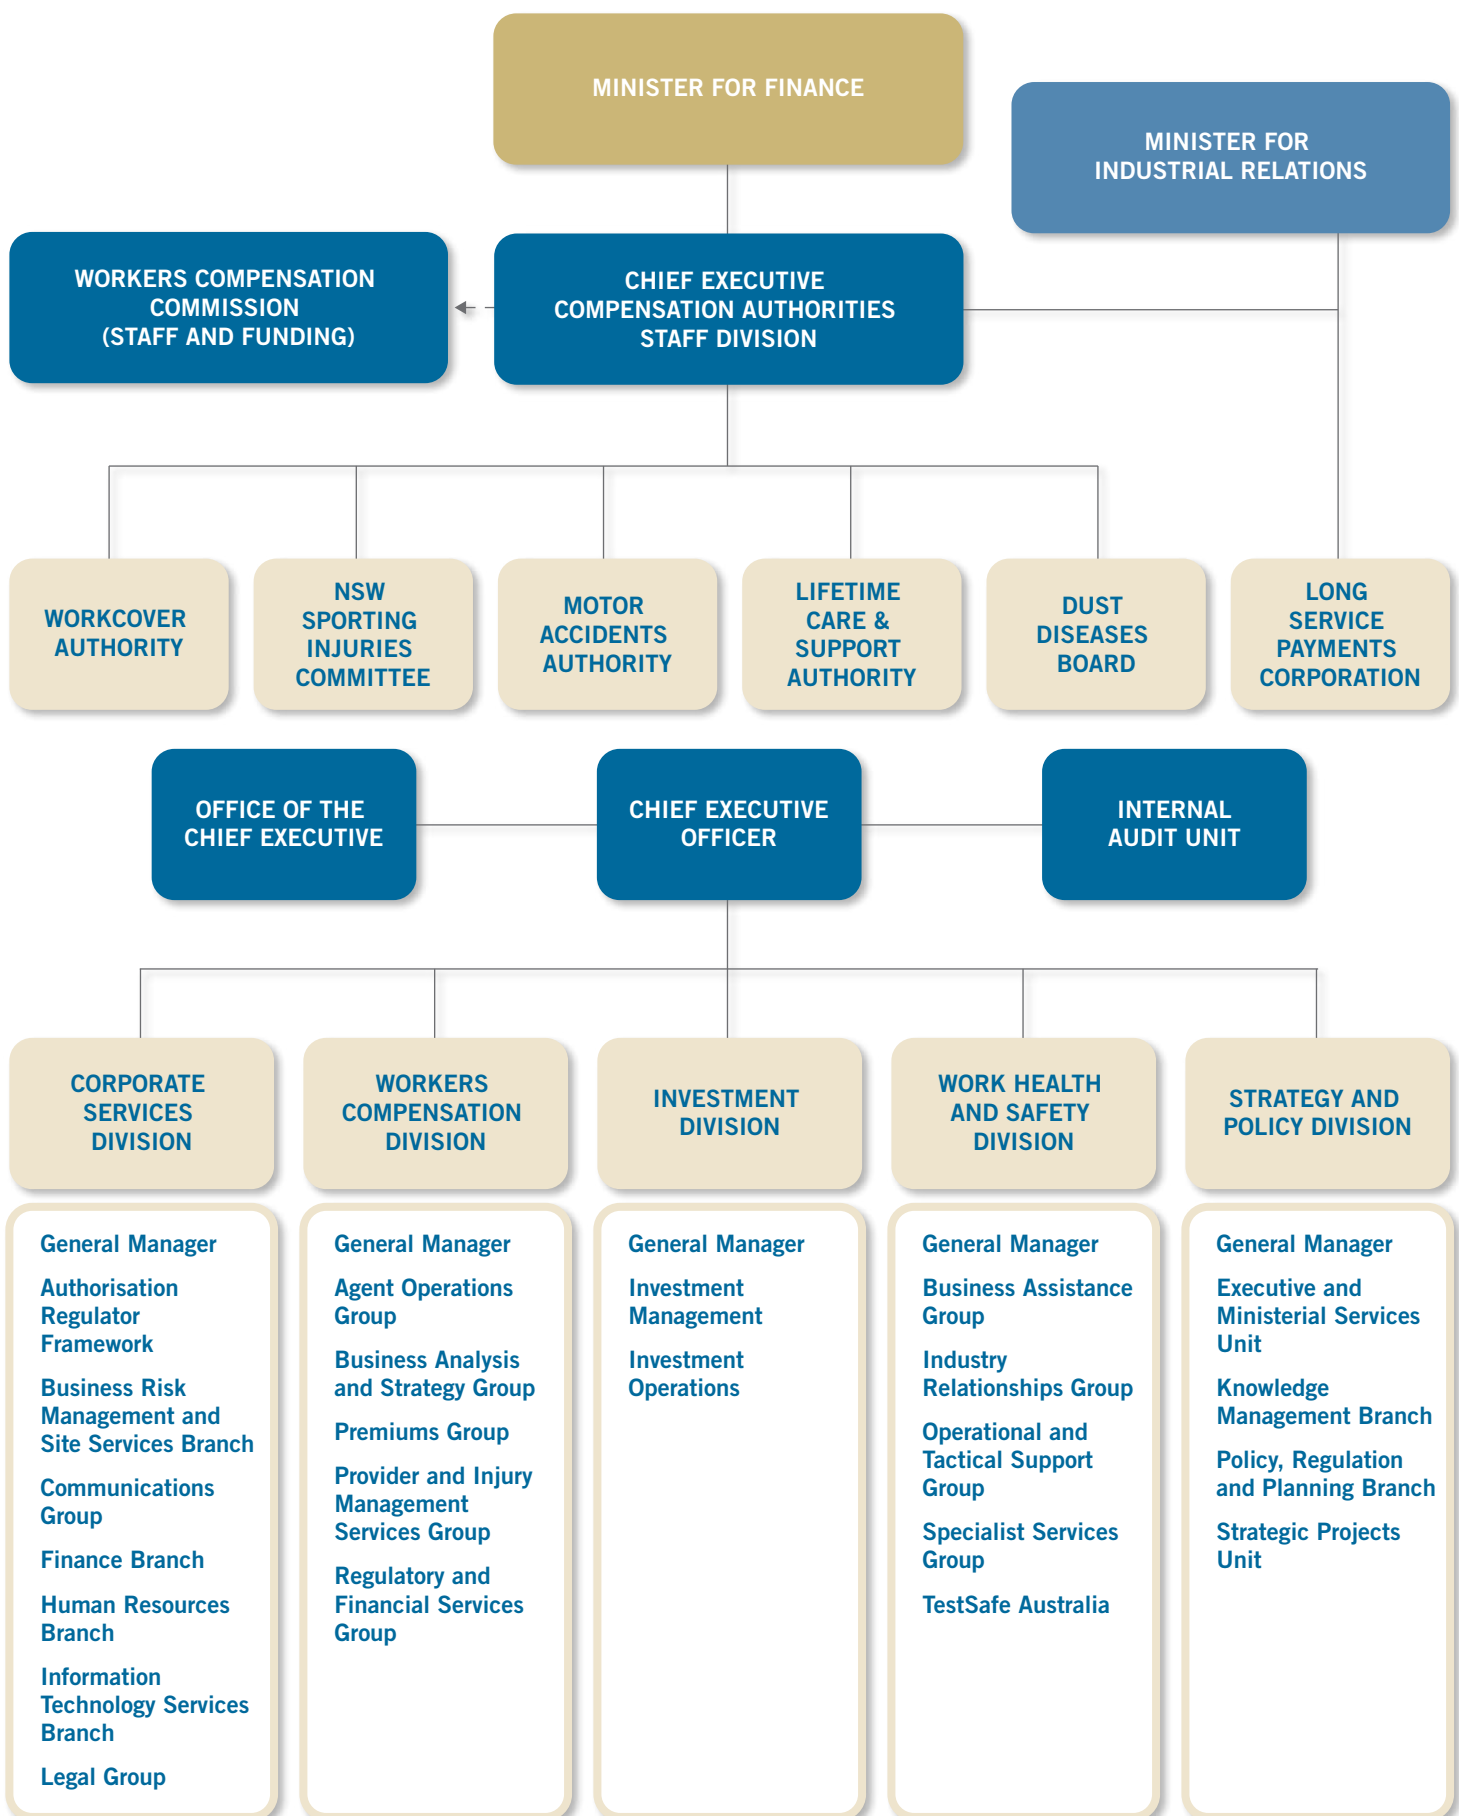 MINISTER FOR FINANCE
MINISTER FOR
INDUSTRIAL RELATIONS
WORKERS COMPENSATION
COMMISSION
(STAFF AND FUNDING)
CHIEF EXECUTIVE
COMPENSATION AUTHORITIES
STAFF DIVISION
WORKCOVER
AUTHORITY
NSW
SPORTING
INJURIES
COMMITTEE
MOTOR
ACCIDENTS
AUTHORITY
LIFETIME
CARE &
SUPPORT
AUTHORITY
DUST
DISEASES
BOARD
LONG
SERVICE
PAYMENTS
CORPORATION
OFFICE OF THE
CHIEF EXECUTIVE
CHIEF EXECUTIVE
OFFICER
INTERNAL
AUDIT UNIT
CORPORATE
SERVICES
DIVISION
WORKERS
COMPENSATION
DIVISION
INVESTMENT
DIVISION
WORK HEALTH
AND SAFETY
DIVISION
STRATEGY AND
POLICY DIVISION
General Manager
Authorisation
Regulator
Framework
Business Risk
Management and
Site Services Branch
Communications
Group
Finance Branch
Human Resources
Branch
Information
Technology Services
Branch
Legal Group
General Manager
Agent Operations
Group
Business Analysis
and Strategy Group
Premiums Group
Provider and Injury
Management
Services Group
Regulatory and
Financial Services
Group
General Manager
Investment
Management
Investment
Operations
General Manager
Business Assistance
Group
Industry
Relationships Group
Operational and
Tactical Support
Group
Specialist Services
Group
TestSafe Australia
General Manager
Executive and
Ministerial Services
Unit
Knowledge
Management Branch
Policy, Regulation
and Planning Branch
Strategic Projects
Unit